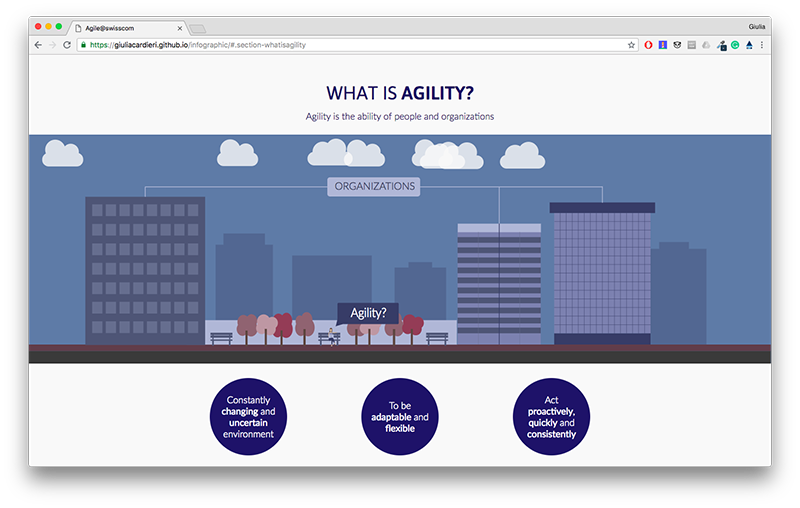 Agile@swisscom
Giulia
https://giuliacardieri.github.io/infographic/#.section-whatisagility
WHAT IS AGILITY?
Agility is the ability of people and organizations
ORGANIZATIONS
Agility?
Constantly
changing and
uncertain
environment
To be
adaptable and
flexible
Act
proactively,
quickly and
consistently